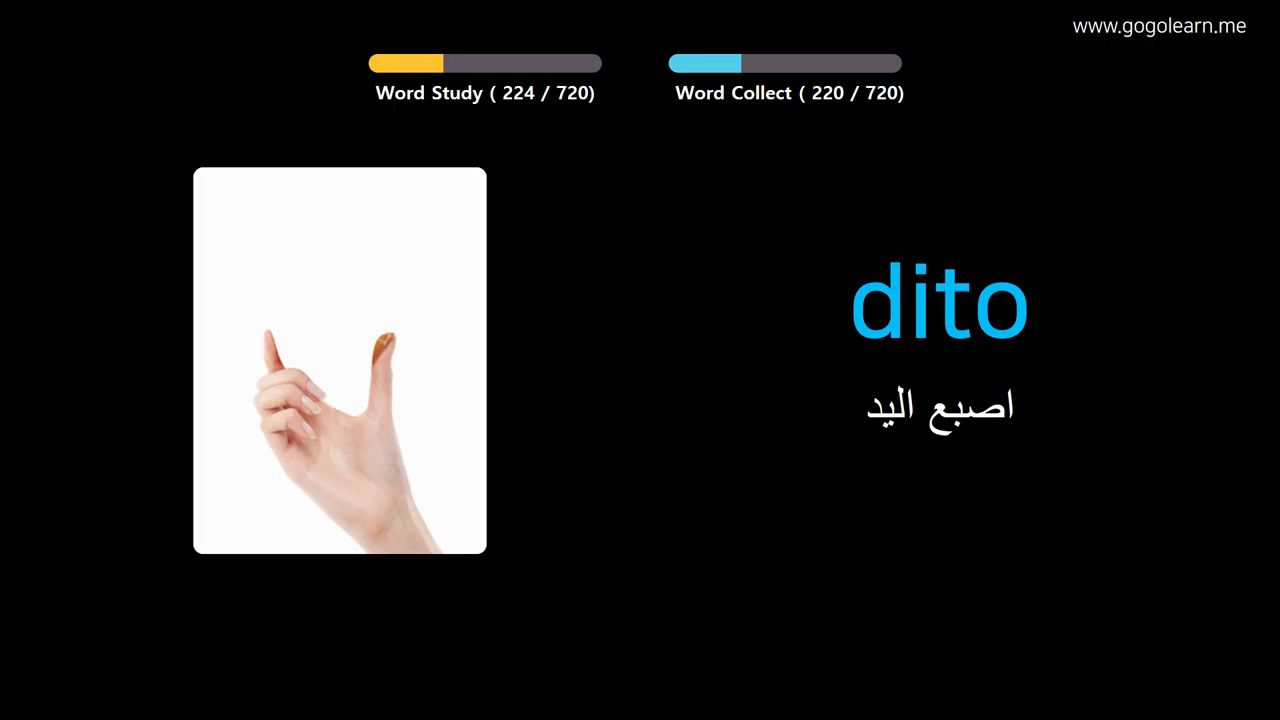 www.gogolearn.me
Word Study ( 224 / 720)
Word Collect ( 220 / 720)
dito
اصبع اليد